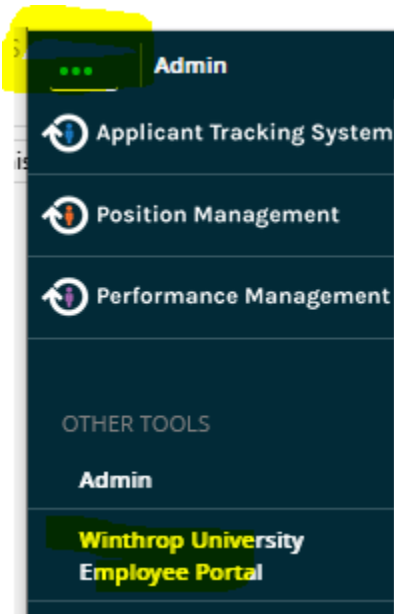 Admin
Applicant Tracking System
Position Management
Performance Management
OTHER TOOLS
Admin
Winthrop University
Employee Portal